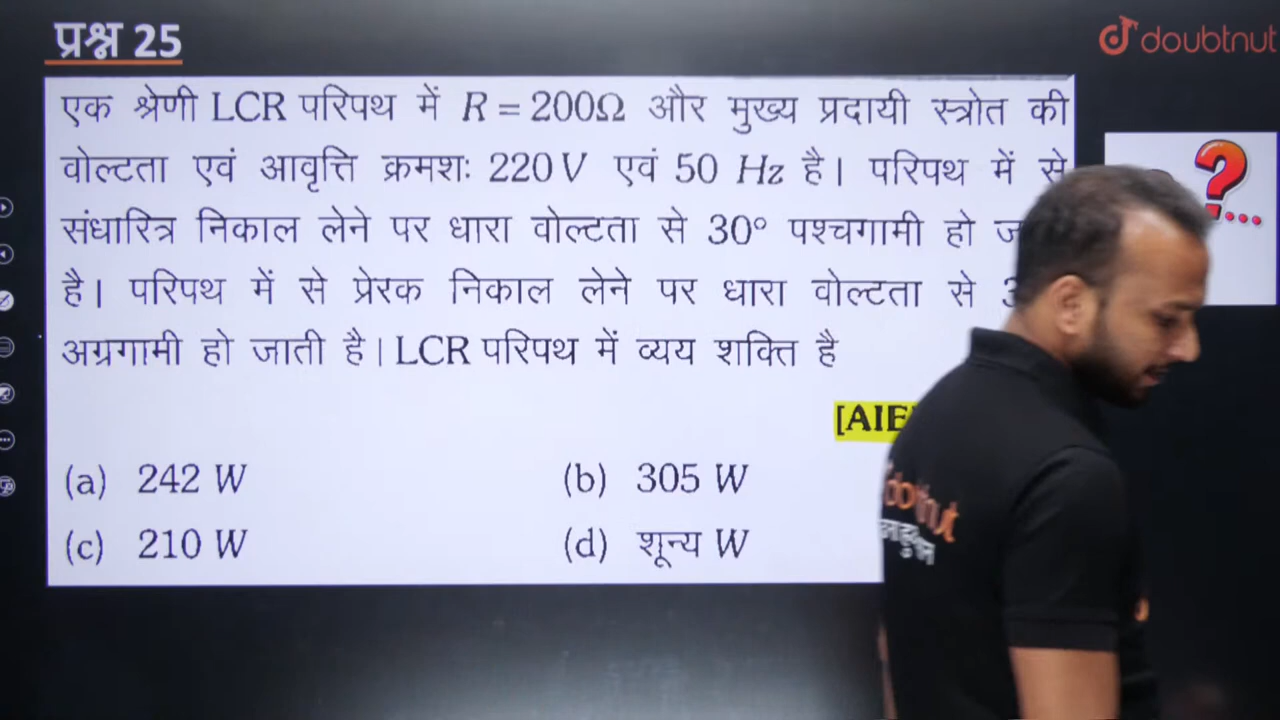 प्रश्न 25
doubtnut
एक श्रेणी LCR परिपथ में R = 200Ω और मुख्य प्रदायी स्त्रोत की
वोल्टता एवं आवृत्ति क्रमशः 220 V एवं 50 Hz है। परिपथ में से
संधारित्र निकाल लेने पर धारा वोल्टता से 30° पश्चगामी हो
है। परिपथ में से प्रेरक निकाल लेने पर धारा वोल्टता से
अग्रगामी हो जाती है। LCR परिपथ में व्यय शक्ति है
(a) 242 W (b) 305 W
(c) 210 W (d) शून्य W
doubtnut